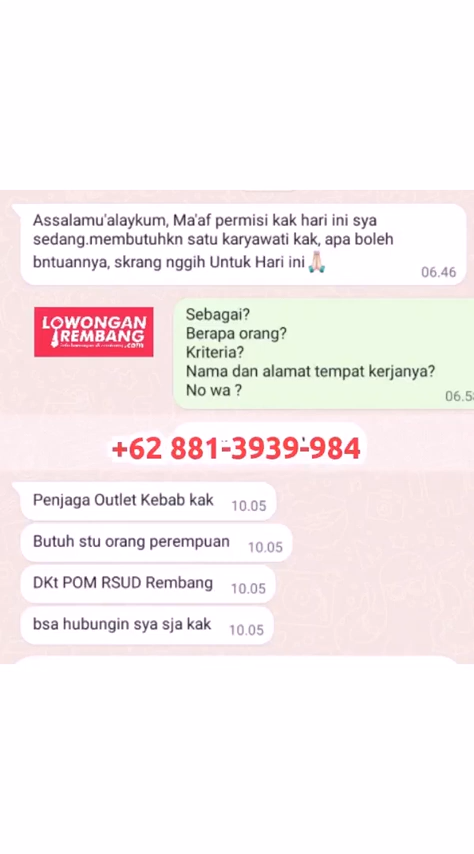 Assalamu'alaykum, Ma'af permisi kak hari ini sya
sedang.membutuhkn satu karyawati kak, apa boleh
bntuannya, skrang nggih Untuk Hari ini🙏🏻
06.46
LOWONGAN
REMBANG
.com
Sebagai?
Berapa orang?
Kriteria?
Nama dan alamat tempat kerjanya?
No wa ?
+62 881-3939-984
Penjaga Outlet Kebab kak 10.05
Butuh stu orang perempuan 10.05
DKt POM RSUD Rembang 10.05
bsa hubungin sya sja kak 10.05